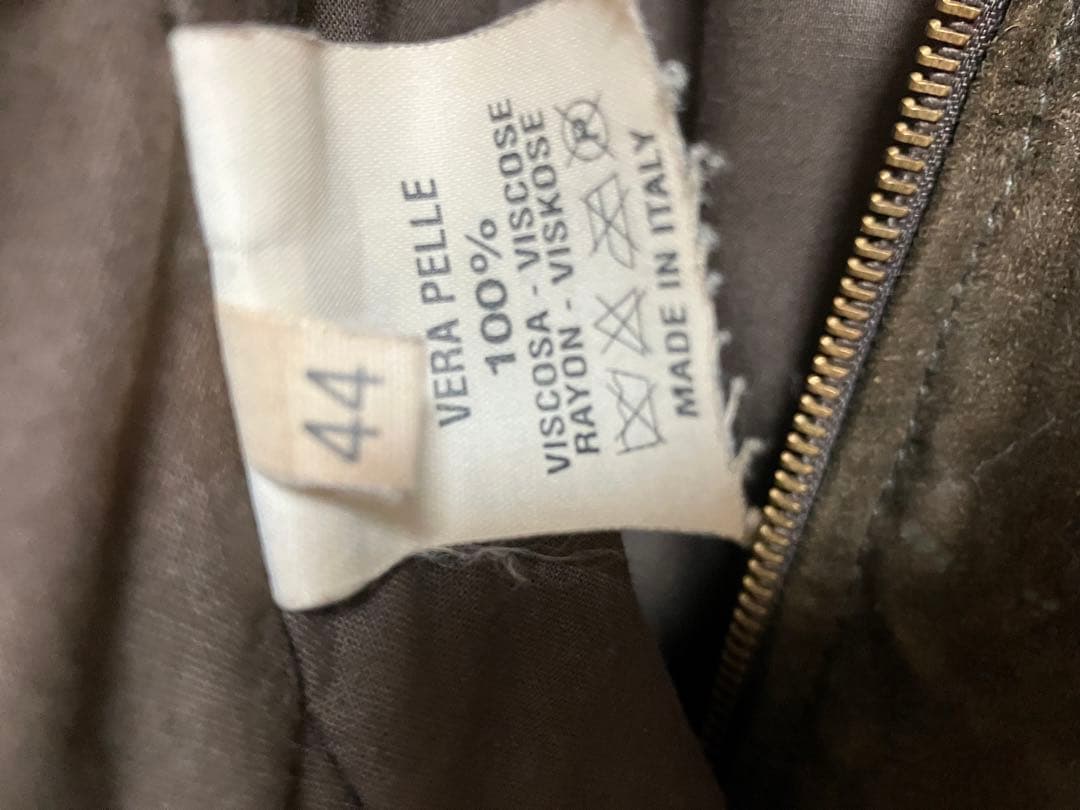 VERA PELLE
100%
VISCOSA - VISCOSE
RAYON - VISKOSE
P
MADE IN ITALY
44